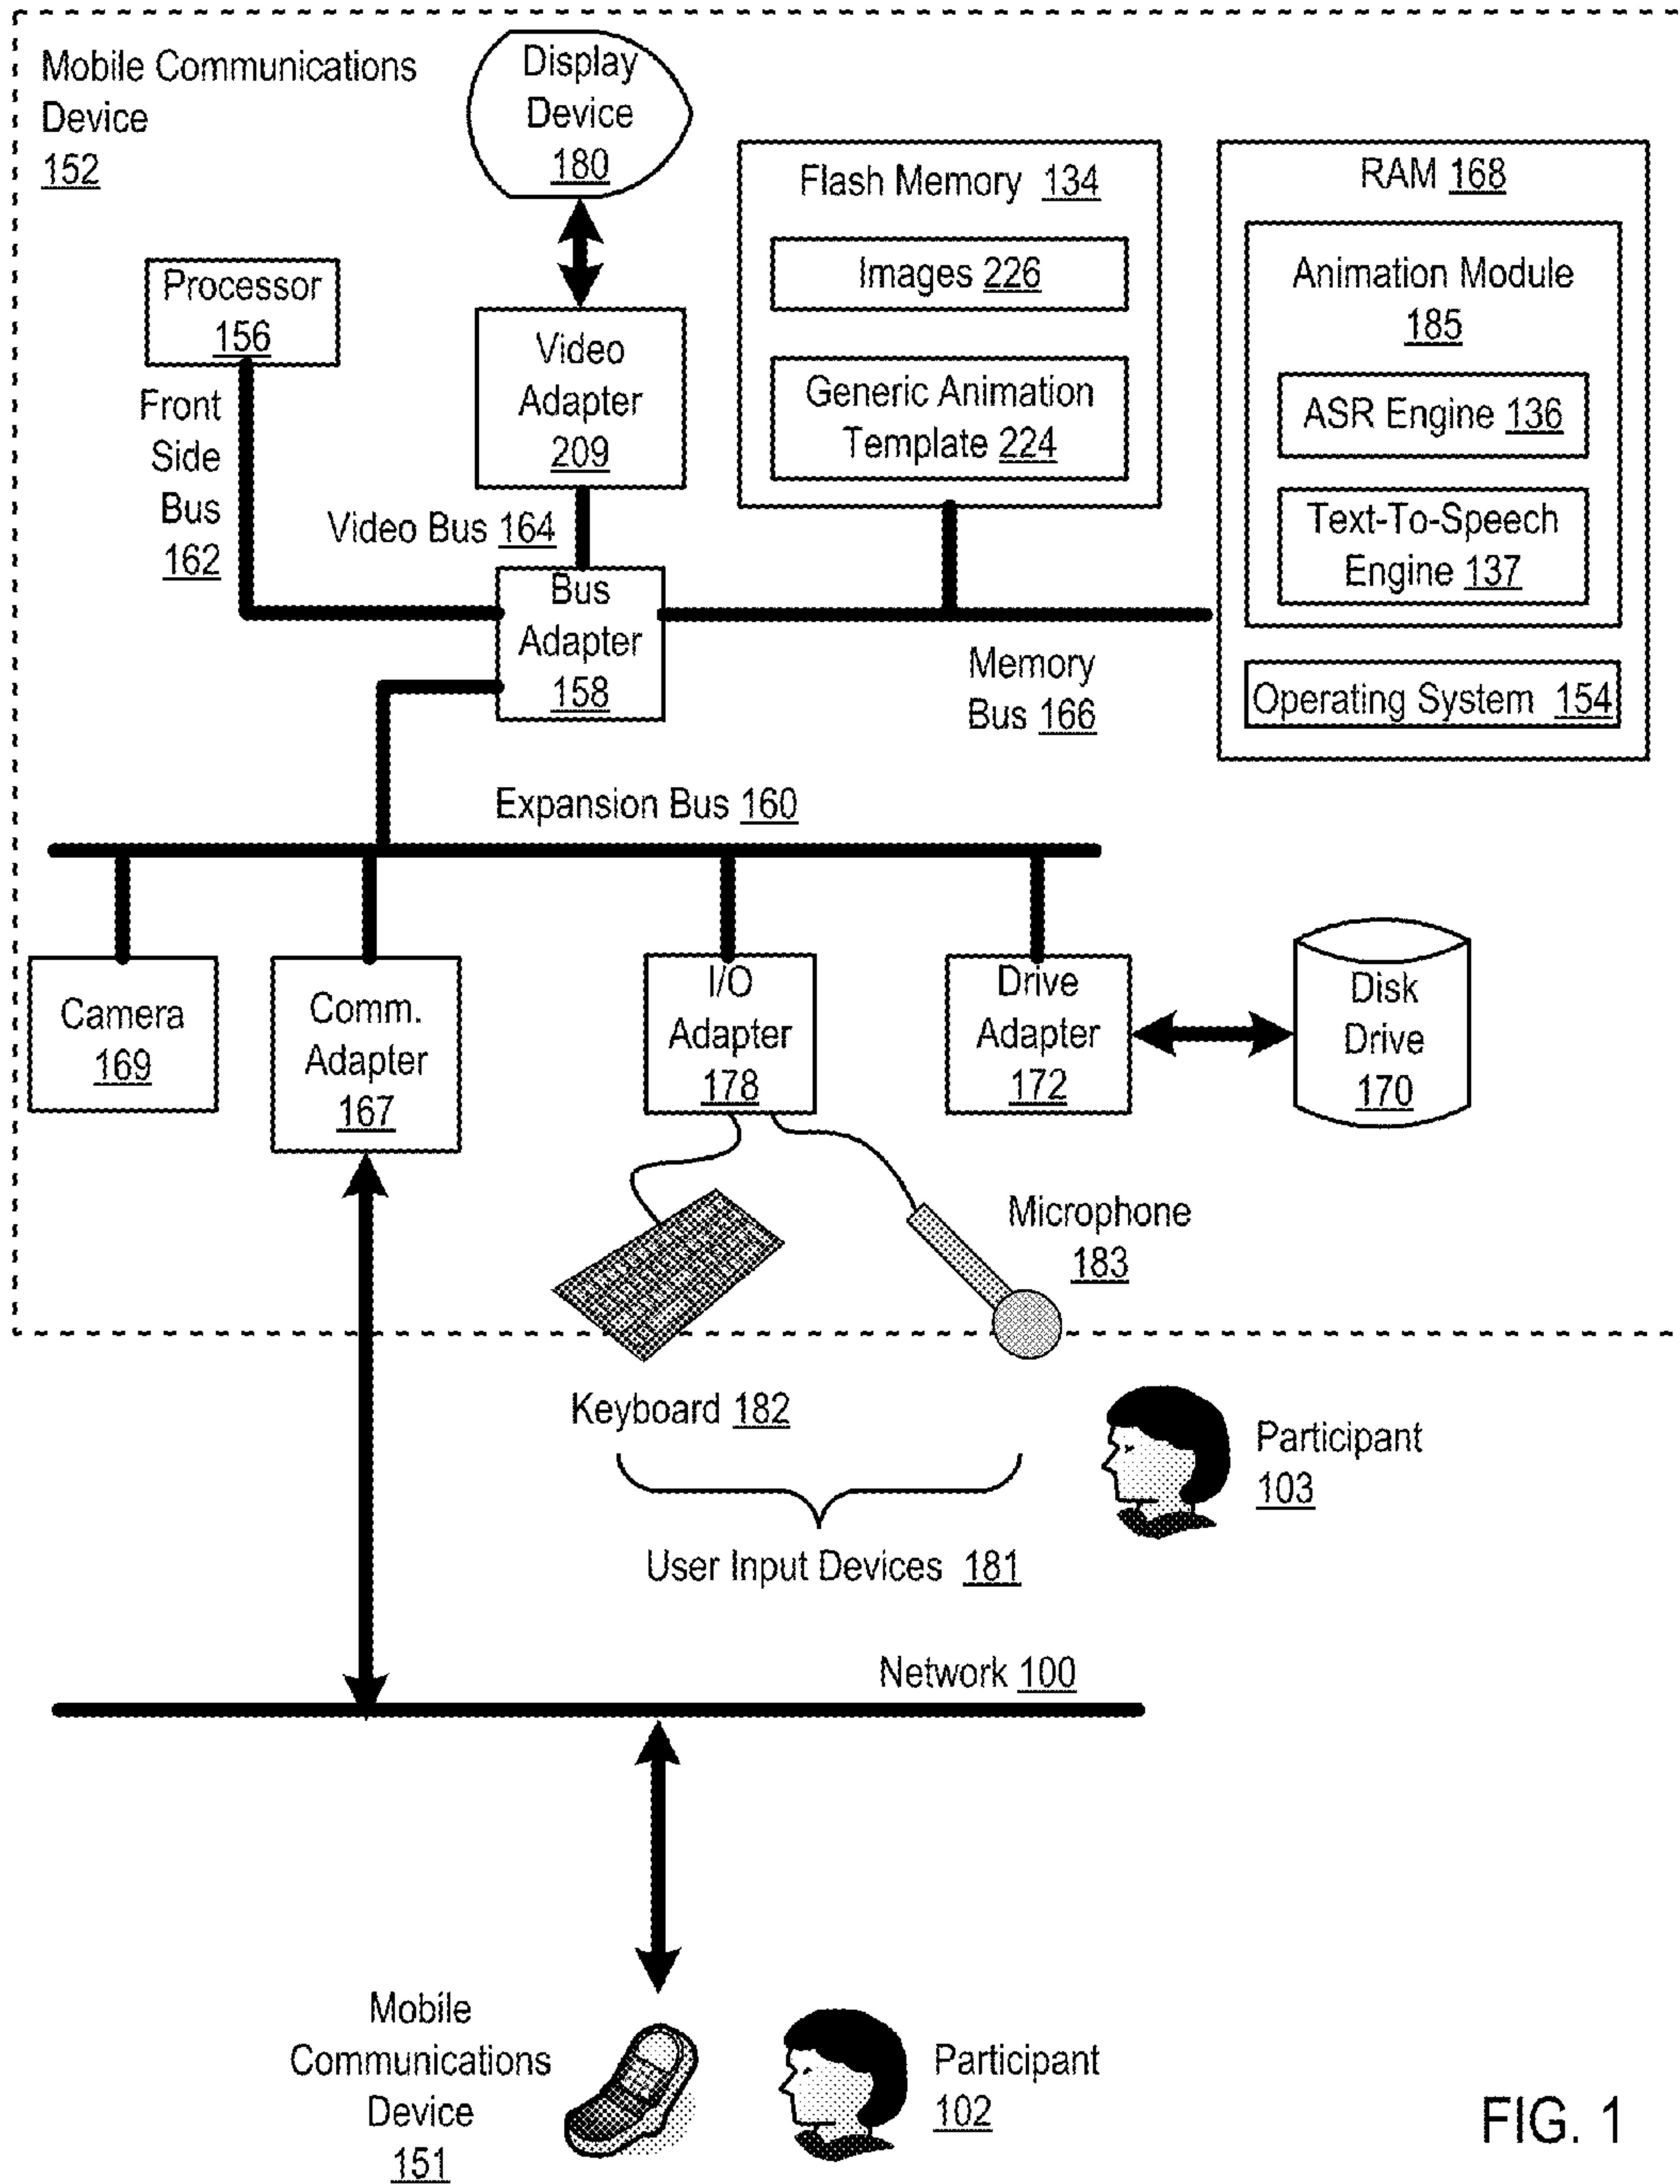 Mobile Communications
Device
152
Display
Device
180
Processor
156
Front
Side
Bus
162
Video
Adapter
209
Video Bus 164
Bus
Adapter
158
Flash Memory 134
Images 226
Generic Animation
Template 224
Memory
Bus 166
RAM 168
Animation Module
185
ASR Engine 136
Text-To-Speech
Engine 137
Operating System 154
Expansion Bus 160
Camera
169
Comm.
Adapter
167
I/O
Adapter
178
Drive
Adapter
172
Disk
Drive
170
Microphone
183
Keyboard 182
User Input Devices 181
Participant
103
Network 100
Mobile
Communications
Device
151
Participant
102
FIG. 1